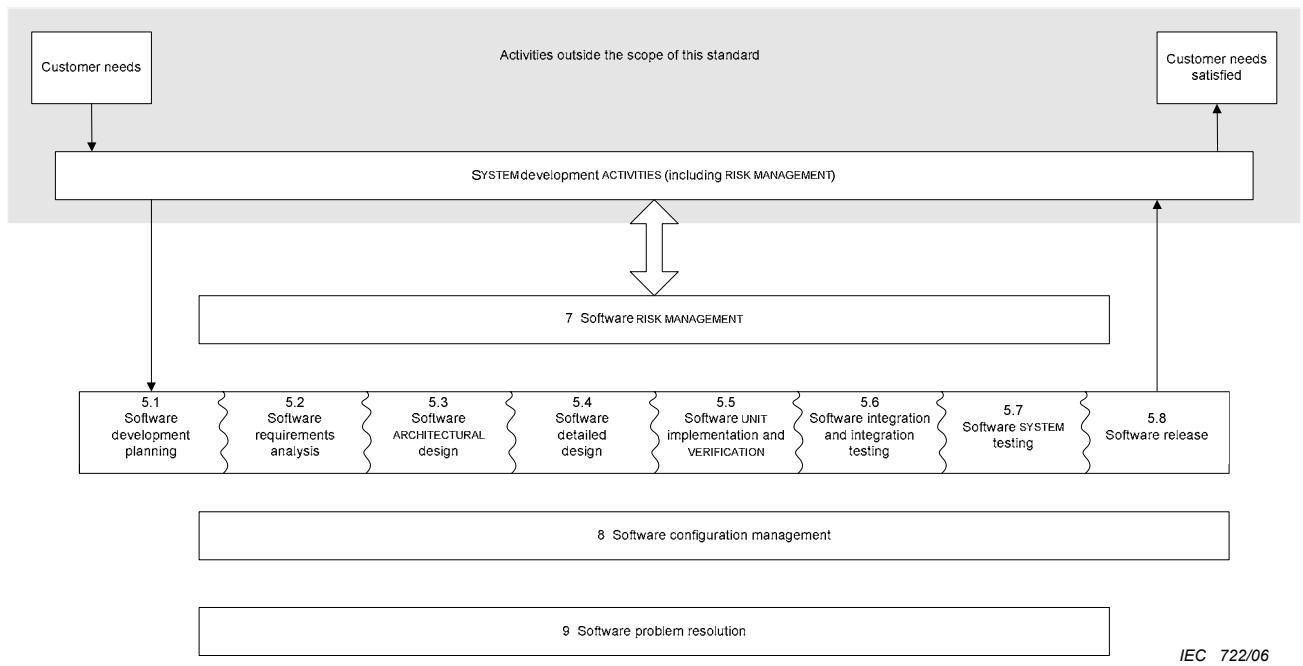 Activities outside the scope of this standard
Customer needs
Customer needs
satisfied
SYSTEM development ACTIVITIES (including RISK MANAGEMENT)
7 Software RISK MANAGEMENT
5.1
Software
development
planning
5.2
Software
requirements
analysis
5.3
Software
ARCHITECTURAL
design
5.4
Software
detailed
design
5.5
Software UNIT
implementation and
VERIFICATION
5.6
Software integration
and integration
testing
5.7
Software SYSTEM
testing
5.8
Software release
8 Software configuration management
9 Software problem resolution
IEC 722/06